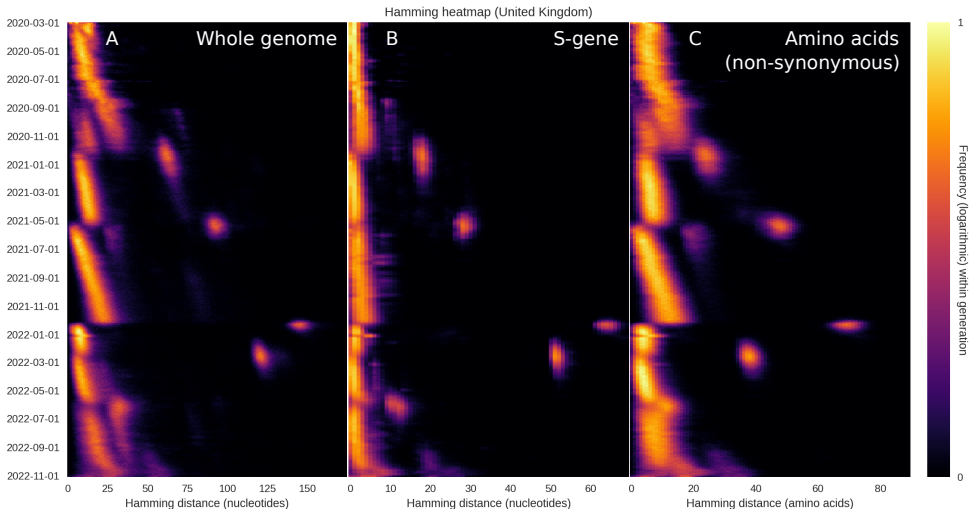 Hamming heatmap (United Kingdom)
A
Whole genome
B
S-gene
C
Amino acids
(non-synonymous)
2020-03-01
2020-05-01
2020-07-01
2020-09-01
2020-11-01
2021-01-01
2021-03-01
2021-05-01
2021-07-01
2021-09-01
2021-11-01
2022-01-01
2022-03-01
2022-05-01
2022-07-01
2022-09-01
2022-11-01
0 25 50 75 100 125 150
Hamming distance (nucleotides)
0 10 20 30 40 50 60
Hamming distance (nucleotides)
0 20 40 60 80
Hamming distance (amino acids)
1
0
Frequency (logarithmic) within generation